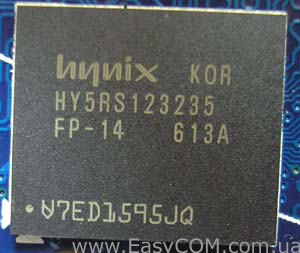 hynix KOR
HY5RS123235
FP-14 613A
V7ED1595JQ
www.EasyCOM.com.ua